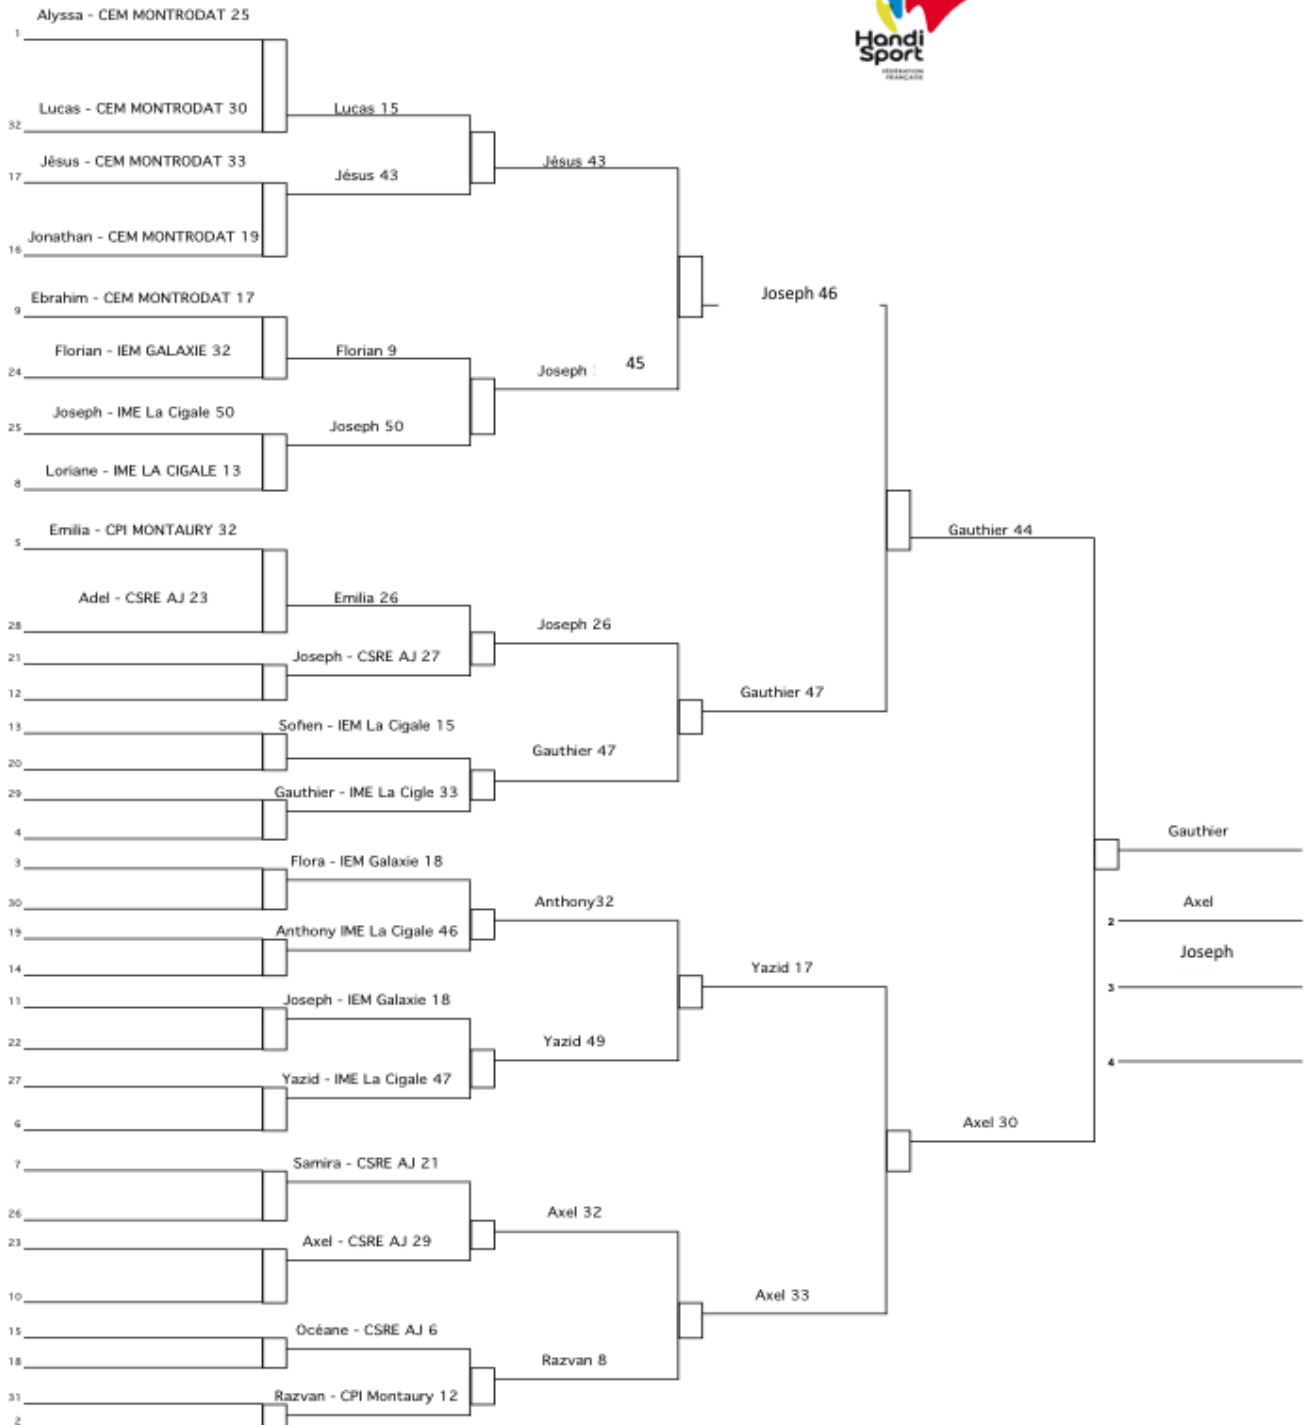 Alyssa - CEM MONTRODAT 25
1
Handi
Sport
FÉDÉRATION
FRANÇAISE
Lucas - CEM MONTRODAT 30
Lucas 15
32
Jèsus - CEM MONTRODAT 33
Jésus 43
17
Jésus 43
Jonathan - CEM MONTRODAT 19
16
Ebrahim - CEM MONTRODAT 17
9
Joseph 46
Florian - IEM GALAXIE 32
Florian 9
24
Joseph
45
Joseph - IME La Cigale 50
25
Joseph 50
Loriane - IME LA CIGALE 13
8
Emilia - CPI MONTAURY 32
5
Gauthier 44
Adel - CSRE AJ 23
Emilia 26
28
Joseph 26
21
Joseph - CSRE AJ 27
12
Gauthier 47
13
Sofien - IEM La Cigale 15
20
Gauthier 47
29
Gauthier - IME La Cigle 33
4
Gauthier
3
Flora - IEM Galaxie 18
30
Anthony32
Axel
2
19
Anthony IME La Cigale 46
14
Yazid 17
Joseph
3
11
Joseph - IEM Galaxie 18
22
Yazid 49
4
27
Yazid - IME La Cigale 47
6
Axel 30
7
Samira - CSRE AJ 21
26
Axel 32
23
Axel - CSRE AJ 29
10
Axel 33
15
Océane - CSRE AJ 6
18
Razvan 8
31
Razvan - CPI Montaury 12
2